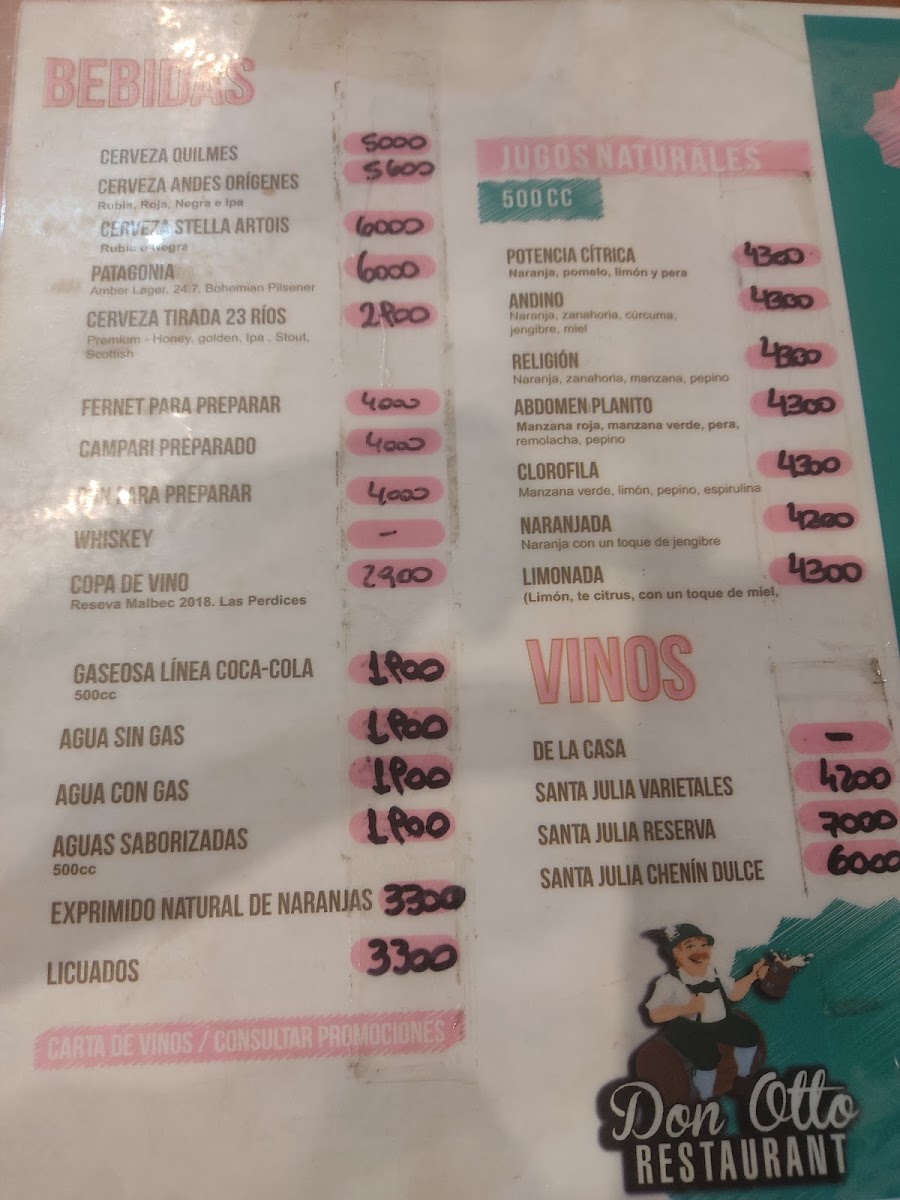 BEBIDAS
CERVEZA QUILMES 5000
CERVEZA ANDES ORÍGENES 5600
Rubia, Roja, Negra e Ipa
CERVEZA STELLA ARTOIS 6000
Rubia o Negra
PATAGONIA 6000
Amber Lager, 24.7, Bohemian Pilsener
CERVEZA TIRADA 23 RÍOS 2900
Premium - Honey, golden, Ipa , Stout,
Scottish
FERNET PARA PREPARAR 4000
CAMPARI PREPARADO 4000
PARA PREPARAR 4000
WHISKEY -
COPA DE VINO 2900
Reseva Malbec 2018. Las Perdices
GASEOSA LÍNEA COCA-COLA 1900
500cc
AGUA SIN GAS 1900
AGUA CON GAS 1900
AGUAS SABORIZADAS 1900
500cc
EXPRIMIDO NATURAL DE NARANJAS 3300
LICUADOS 3300
CARTA DE VINOS / CONSULTAR PROMOCIONES
JUGOS NATURALES
500 CC
POTENCIA CÍTRICA 4300
Naranja, pomelo, limón y pera
ANDINO 4300
Naranja, zanahoria, cúrcuma,
jengibre, miel
RELIGIÓN 4300
Naranja, zanahoria, manzana, pepino
ABDOMEN PLANITO 4300
Manzana roja, manzana verde, pera,
remolacha, pepino
CLOROFILA 4300
Manzana verde, limón, pepino, espirulina
NARANJADA 4200
Naranja con un toque de jengibre
LIMONADA 4300
(Limón, te citrus, con un toque de miel,
VINOS
DE LA CASA -
SANTA JULIA VARIETALES 4200
SANTA JULIA RESERVA 7000
SANTA JULIA CHENÍN DULCE 6000
Don Otto
RESTAURANT